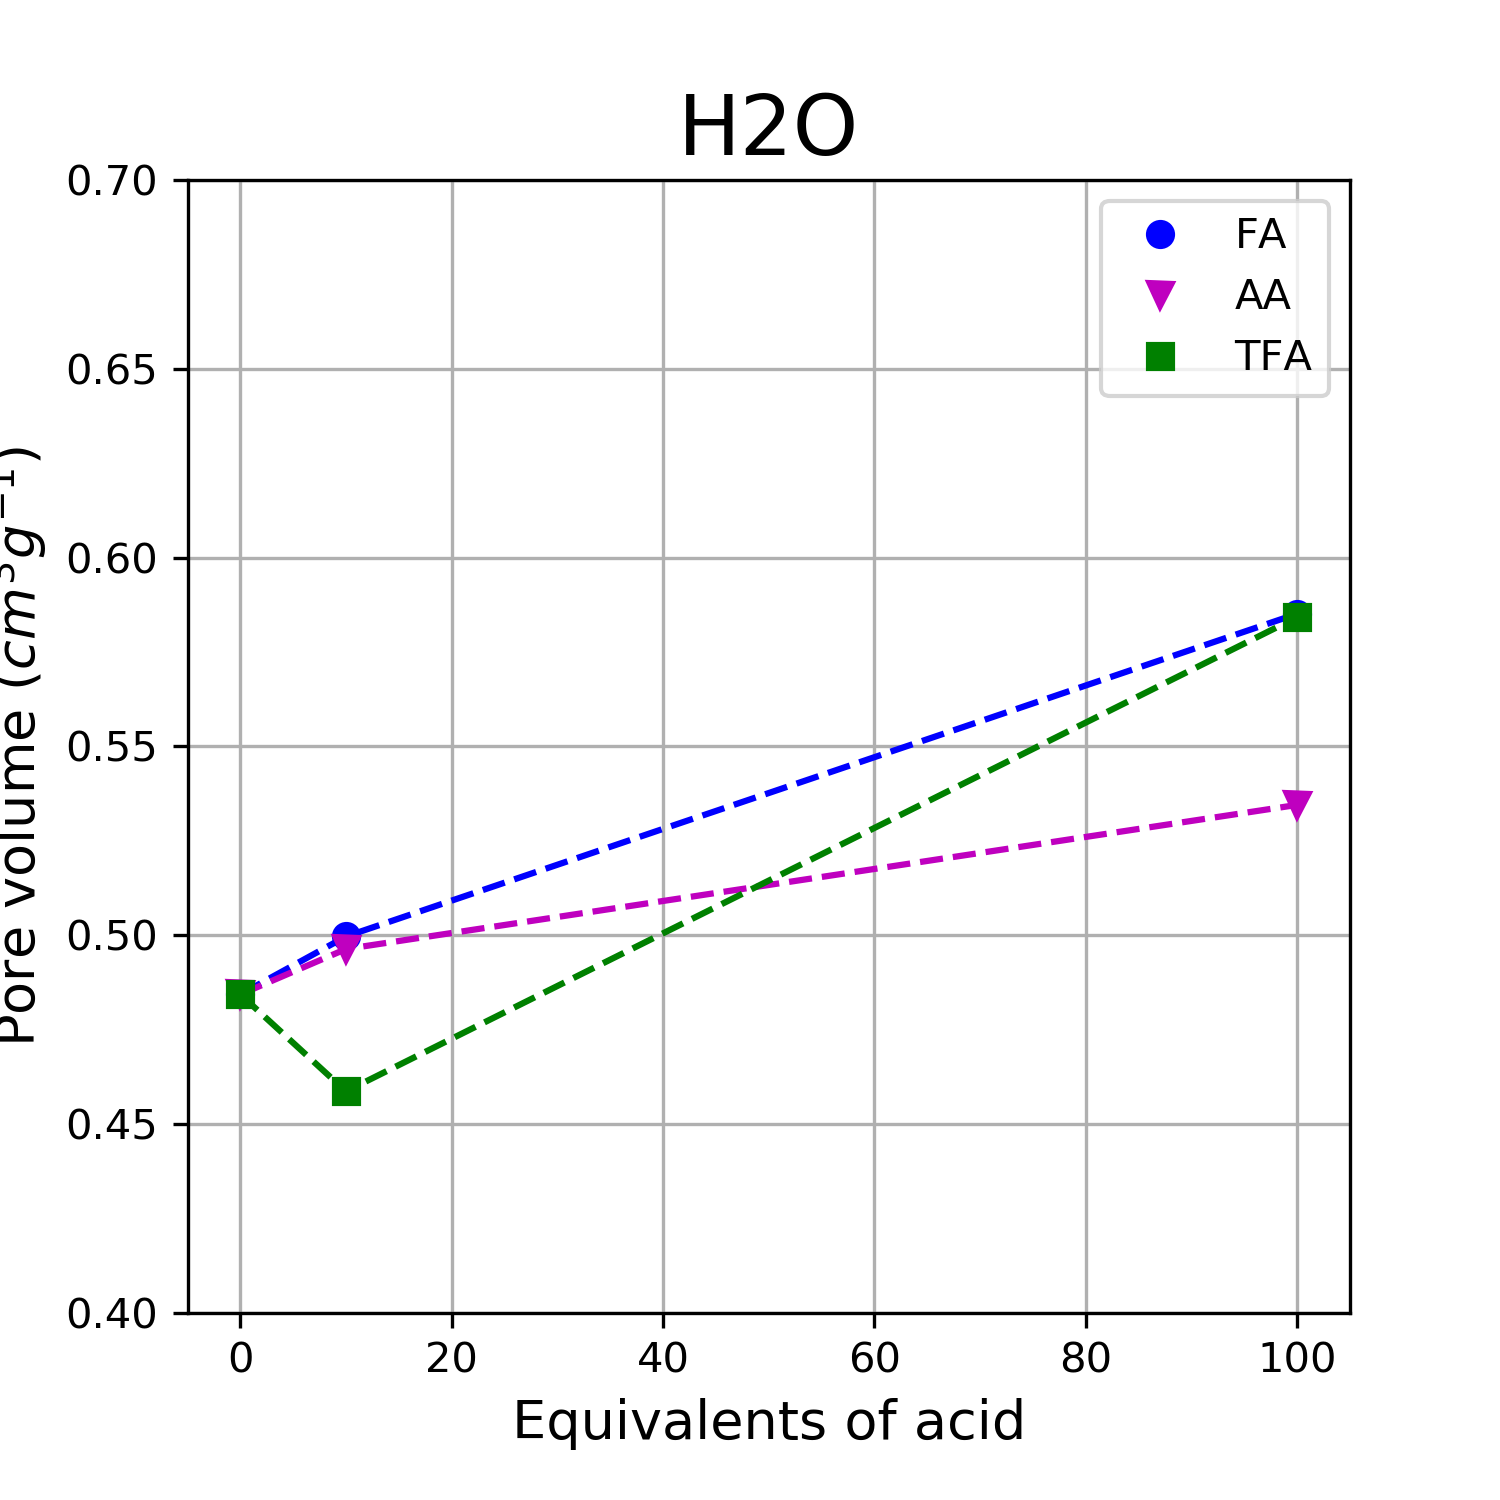 H2O
0.70
0.65
0.60
0.55
0.50
0.45
0.40
Pore volume (cm³g⁻¹)
FA
AA
TFA
0 20 40 60 80 100
Equivalents of acid